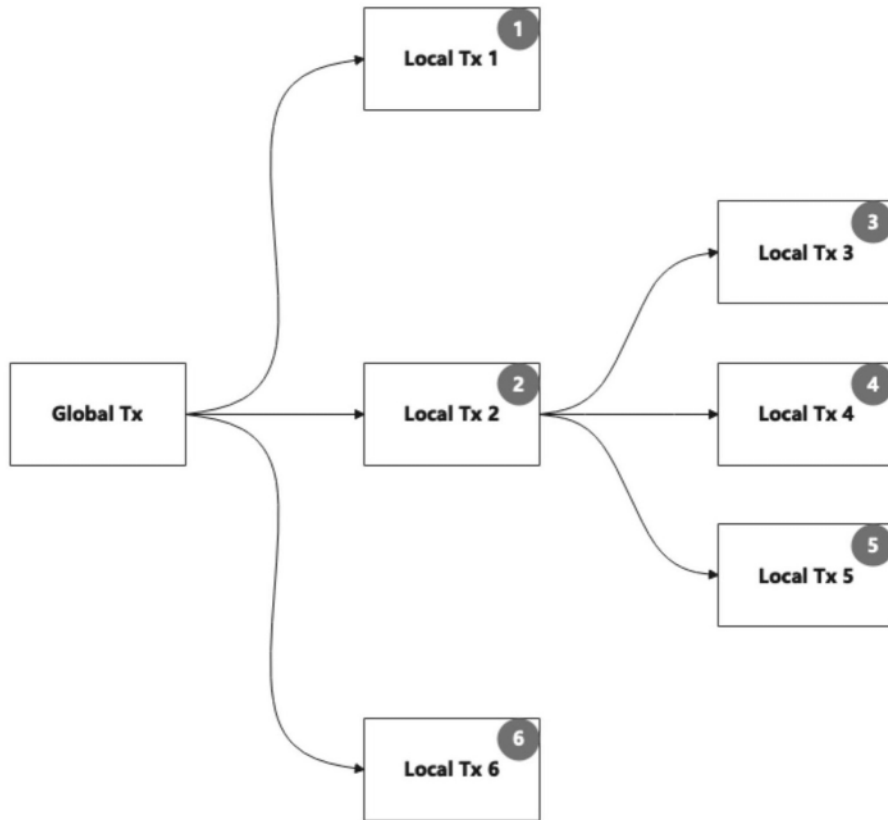 1
Local Tx 1
3
Local Tx 3
Global Tx
2
Local Tx 2
4
Local Tx 4
5
Local Tx 5
6
Local Tx 6